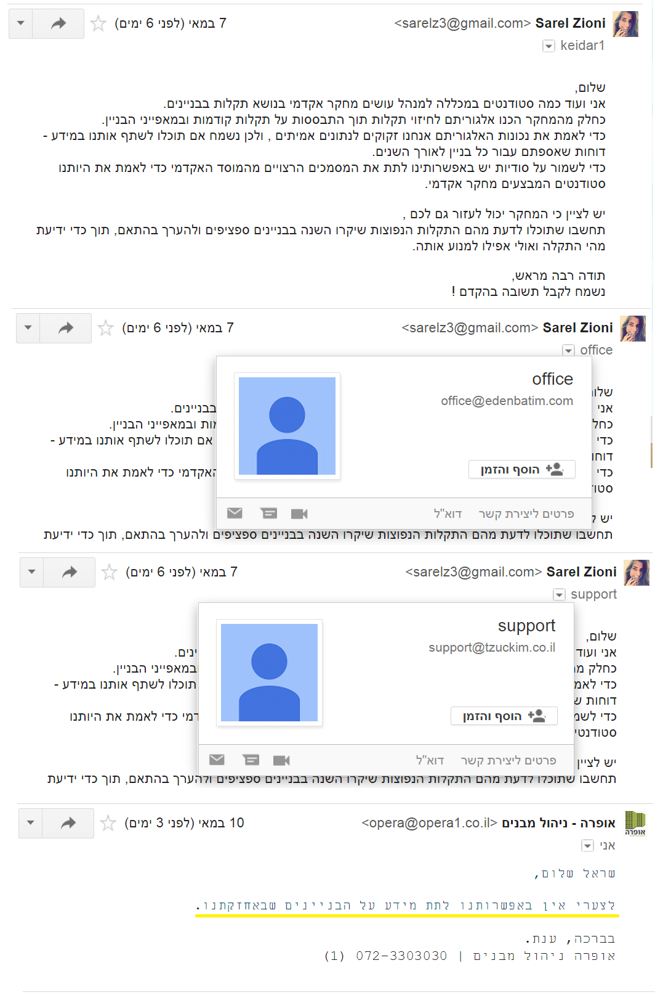 Sarel Zioni <sarelz3@gmail.com> 7 במאי (לפני 6 ימים)
keidar1
שלום,
אני ועוד כמה סטודנטים במכללה למנהל עושים מחקר אקדמי בנושא תקלות בבניינים.
כחלק מהמחקר הכנו אלגוריתם לחיזוי תקלות תוך התבססות על תקלות קודמות ובמאפייני הבניין.
כדי לאמת את נכונות האלגוריתם אנחנו זקוקים לנתונים אמיתים , ולכן נשמח אם תוכלו לשתף אותנו במידע -
דוחות שאספתם עבור כל בניין לאורך השנים.
כדי לשמור על סודיות יש באפשרותינו לתת את המסמכים הרצויים מהמוסד האקדמי כדי לאמת את היותנו
סטודנטים המבצעים מחקר אקדמי.
יש לציין כי המחקר יכול לעזור גם לכם ,
תחשבו שתוכלו לדעת מהם התקלות הנפוצות שיקרו השנה בבניינים ספציפים ולהערך בהתאם, תוך כדי ידיעת
מהי התקלה ואולי אפילו למנוע אותה.
תודה רבה מראש,
נשמח לקבל תשובה בהקדם !
Sarel Zioni <sarelz3@gmail.com> 7 במאי (לפני 6 ימים)
office
office
office@edenbatim.com
הוסף והזמן
פרטים ליצירת קשר דוא"ל
אני בבניינים.
ובמאפייני הבניין.
כדי אם תוכלו לשתף אותנו במידע -
כדי האקדמי כדי לאמת את היותנו
יש
תחשבו שתוכלו לדעת מהם התקלות הנפוצות שיקרו השנה בבניינים ספציפים ולהערך בהתאם, תוך כדי ידיעת
Sarel Zioni <sarelz3@gmail.com> 7 במאי (לפני 6 ימים)
support
support
support@tzuckim.co.il
הוסף והזמן
פרטים ליצירת קשר דוא"ל
שלום,
אני ועוד
כחלק ובמאפייני הבניין.
כדי תוכלו לשתף אותנו במידע -
דוחות
כדי כדי לאמת את היותנו
יש לציין
תחשבו שתוכלו לדעת מהם התקלות הנפוצות שיקרו השנה בבניינים ספציפים ולהערך בהתאם, תוך כדי ידיעת
אופרה
אופרה - ניהול מבנים <opera@opera1.co.il> 10 במאי (לפני 3 ימים)
אני
שראל שלום,
לצערי אין באפשרותנו לתת מידע על הבניינים שבאחזקתנו.
בברכה, ענת.
אופרה ניהול מבנים | 072-3303030 (1)